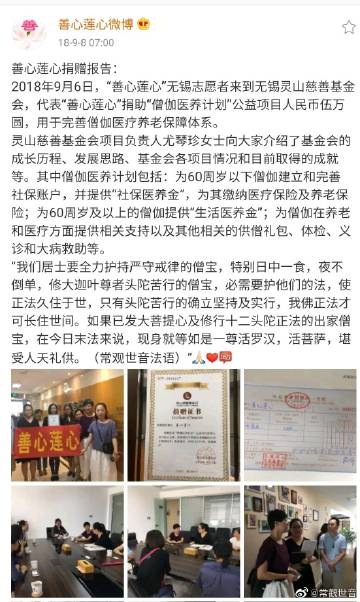 善心莲心微博
18-9-8 07:00
善心莲心捐赠报告：
2018年9月6日，“善心莲心”无锡志愿者来到无锡灵山慈善基金
会，代表“善心莲心”捐助“僧伽医养计划”公益项目人民币伍万
圆，用于完善僧伽医疗养老保障体系。
灵山慈善基金会项目负责人尤琴珍女士向大家介绍了基金会的
成长历程、发展思路、基金会各项目情况和目前取得的成就
等。其中僧伽医养计划包括：为60周岁以下僧伽建立和完善
社保账户，并提供“社保医养金”，为其缴纳医疗保险及养老保
险；为60周岁及以上的僧伽提供“生活医养金”；为僧伽在养老
和医疗方面提供相关支持以及其他相关的供僧礼包、体检、义
诊和大病救助等。
“我们居士要全力护持严守戒律的僧宝，特别日中一食，夜不
倒单，修大迦叶尊者头陀苦行的僧宝，必需要护他们的法，使
正法久住于世，只有头陀苦行的确立坚持及实行，我佛正法才
可长住世间。如果已发大菩提心及修行十二头陀正法的出家僧
宝，在今日末法来说，现身就等如是一尊活罗汉，活菩萨，堪
受人天礼供。（常观世音法语）”
善心莲心
捐赠证书
@常觀世音